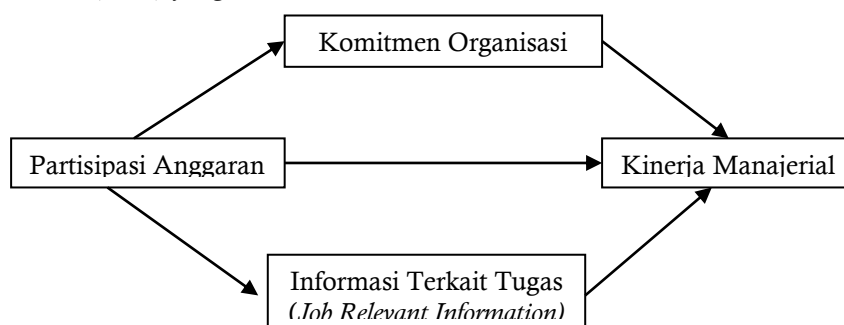 Komitmen Organisasi
Partisipasi Anggaran
Kinerja Manajerial
Informasi Terkait Tugas
(Job Relevant Information)